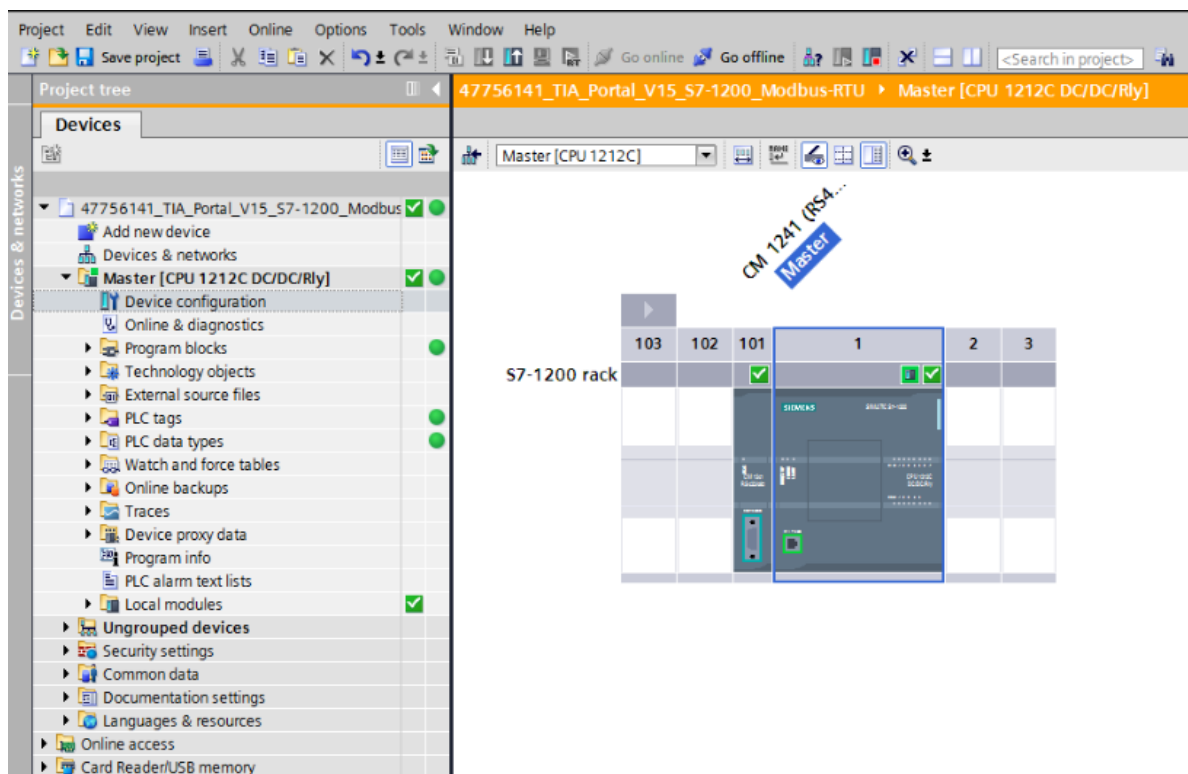 Project Edit View Insert Online Options Tools Window Help
Save project Go online Go offline <Search in project>
Project tree
47756141_TIA_Portal_V15_S7-1200_Modbus-RTU Master [CPU 1212C DC/DC/Rly]
Devices
Devices & networks
Master [CPU 1212C]
47756141_TIA_Portal_V15_S7-1200_Modbus
Add new device
Devices & networks
Master [CPU 1212C DC/DC/Rly]
Device configuration
Online & diagnostics
Program blocks
Technology objects
External source files
PLC tags
PLC data types
Watch and force tables
Online backups
Traces
Device proxy data
Program info
PLC alarm text lists
Local modules
Ungrouped devices
Security settings
Common data
Documentation settings
Languages & resources
Online access
Card Reader/USB memory
CM 1241 (RS4...
Master
103 102 101 1 2 3
S7-1200 rack
SIEMENS